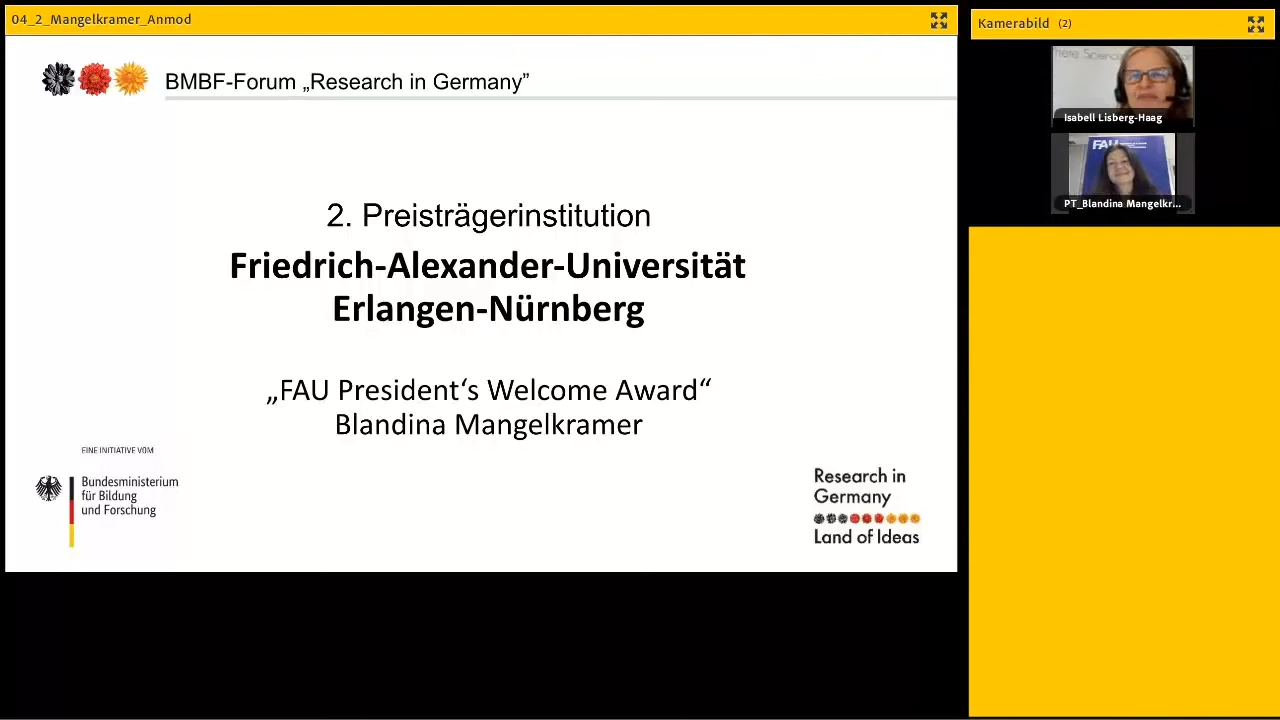 04_2_Mangelkramer_Anmod
BMBF-Forum „Research in Germany”
2. Preisträgerinstitution
Friedrich-Alexander-Universität
Erlangen-Nürnberg
„FAU President‘s Welcome Award“
Blandina Mangelkramer
EINE INITIATIVE VOM
Bundesministerium
für Bildung
und Forschung
Research in
Germany
Land of Ideas
Kamerabild (2)
Isabell Lisberg-Haag
FAU
PT_Blandina Mangelkr...